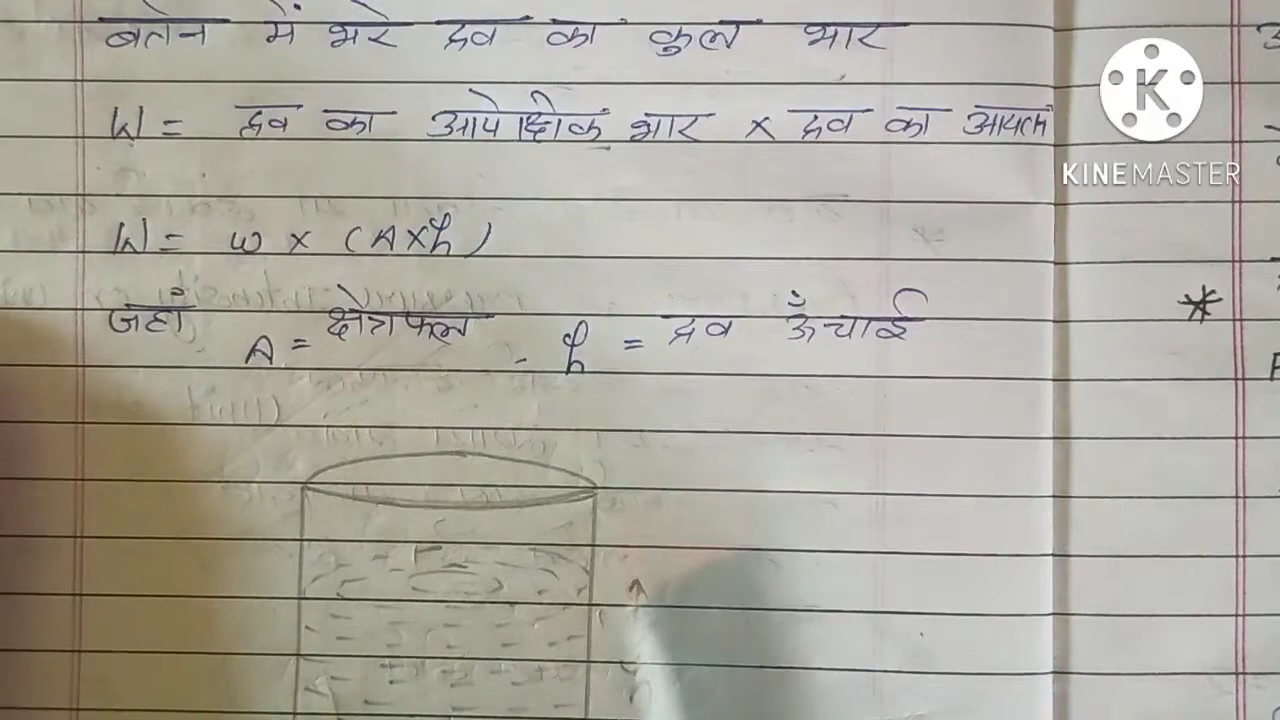 बर्तन में भरे द्रव का कुल भार
W = द्रव का आपेक्षिक भार × द्रव का आयतन
W = w × (A×h)
जहाँ A = क्षेत्रफल - h = द्रव ऊँचाई
*
K
KINEMASTER